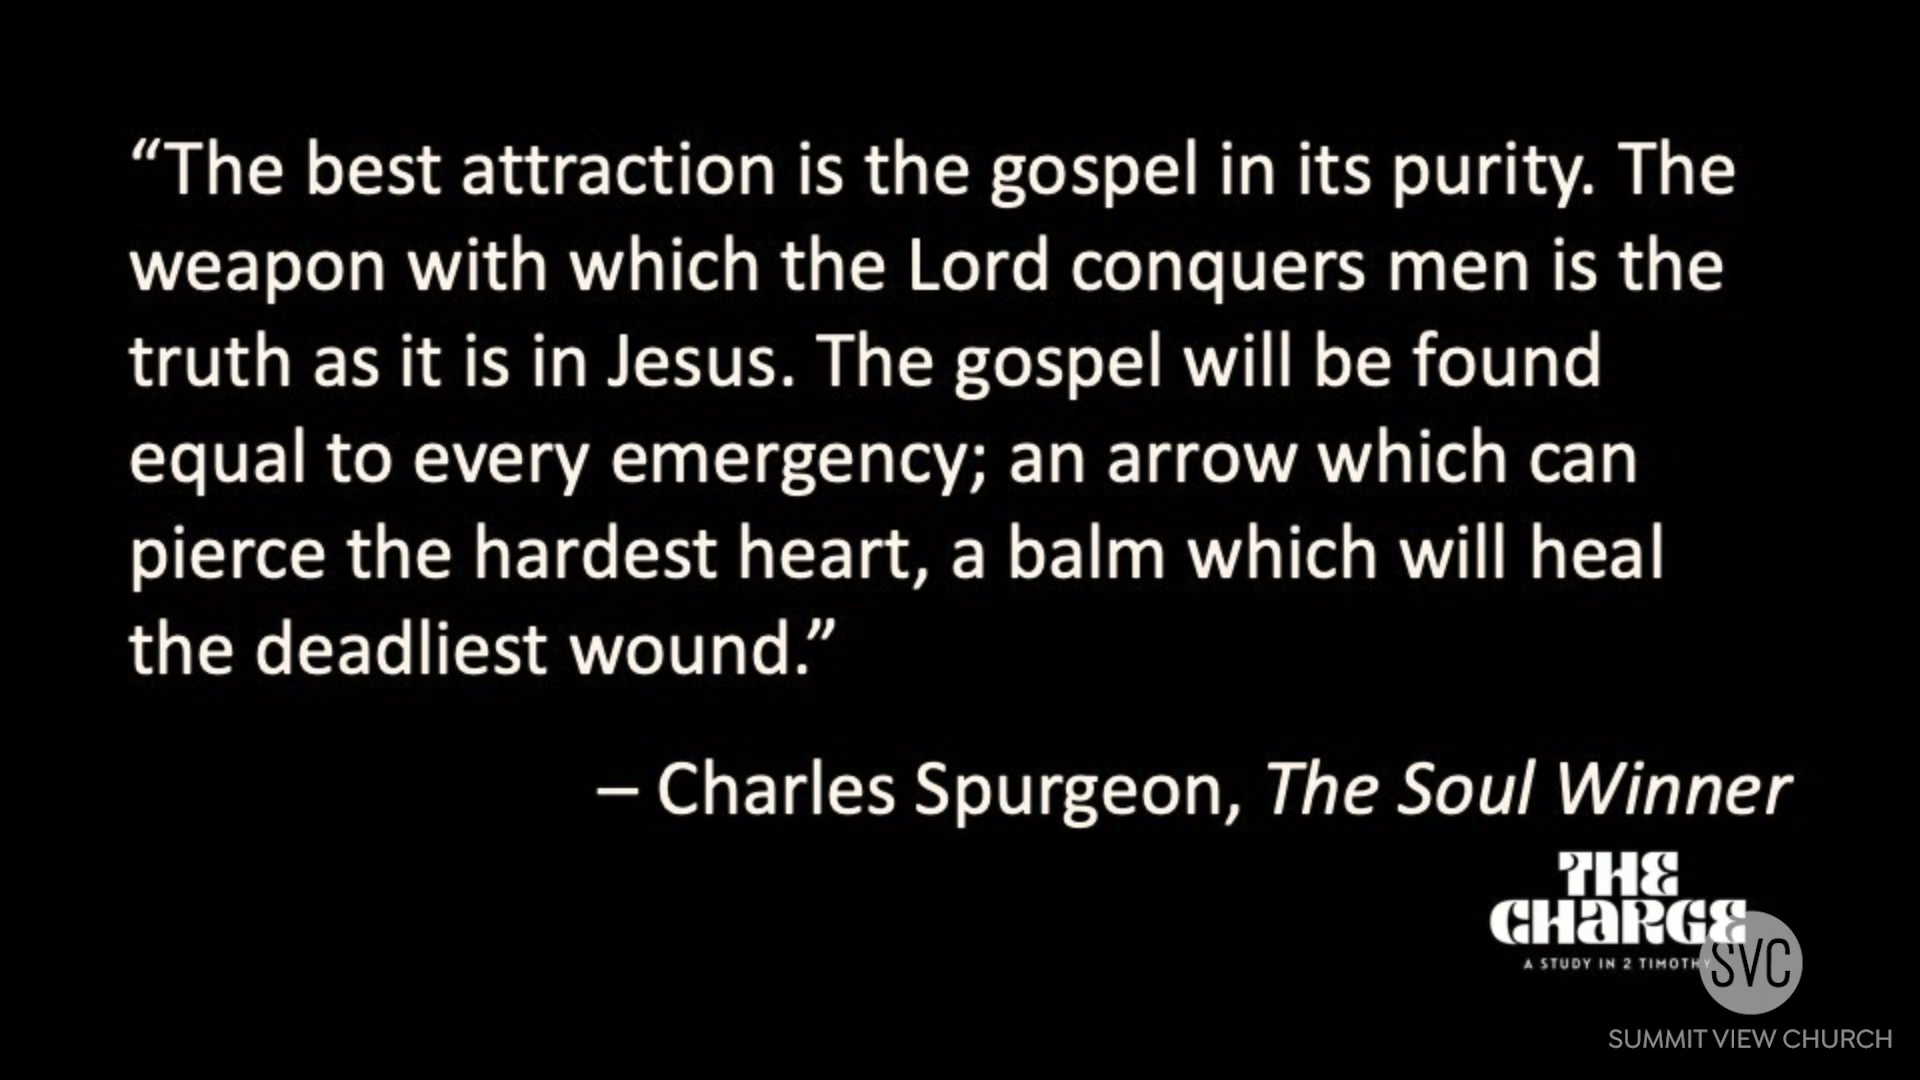 “The best attraction is the gospel in its purity. The
weapon with which the Lord conquers men is the
truth as it is in Jesus. The gospel will be found
equal to every emergency; an arrow which can
pierce the hardest heart, a balm which will heal
the deadliest wound.”
– Charles Spurgeon, The Soul Winner
THE
CHARGE
A STUDY IN 2 TIMOTHY
SVC
SUMMIT VIEW CHURCH